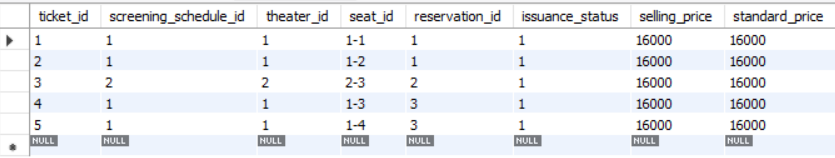 ticket_id screening_schedule_id theater_id seat_id reservation_id issuance_status selling_price standard_price
1 1 1 1-1 1 1 16000 16000
2 1 1 1-2 1 1 16000 16000
3 2 2 2-3 2 1 16000 16000
4 1 1 1-3 3 1 16000 16000
5 1 1 1-4 3 1 16000 16000
NULL NULL NULL NULL NULL NULL NULL NULL